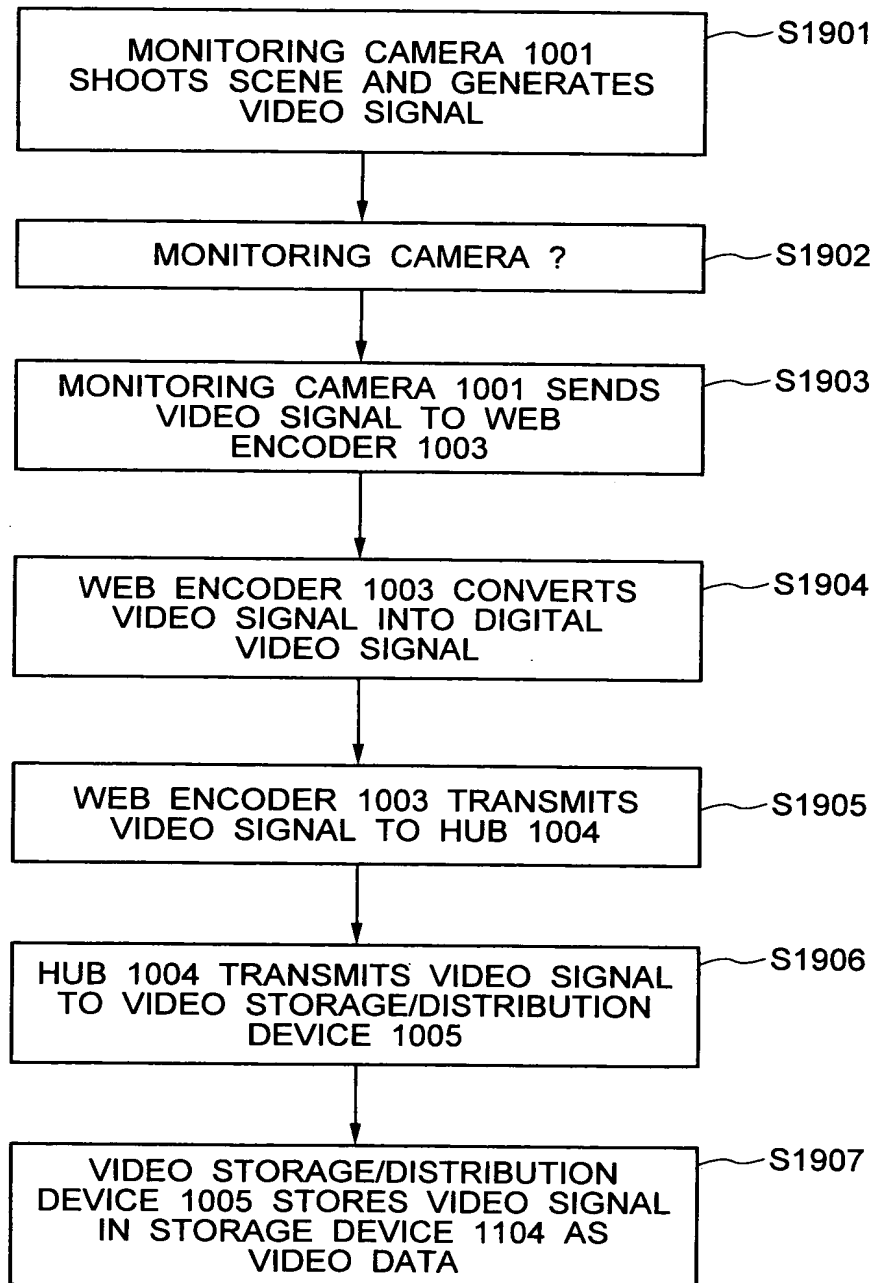 MONITORING CAMERA 1001
SHOOTS SCENE AND GENERATES
VIDEO SIGNAL
S1901
MONITORING CAMERA ?
S1902
MONITORING CAMERA 1001 SENDS
VIDEO SIGNAL TO WEB
ENCODER 1003
S1903
WEB ENCODER 1003 CONVERTS
VIDEO SIGNAL INTO DIGITAL
VIDEO SIGNAL
S1904
WEB ENCODER 1003 TRANSMITS
VIDEO SIGNAL TO HUB 1004
S1905
HUB 1004 TRANSMITS VIDEO SIGNAL
TO VIDEO STORAGE/DISTRIBUTION
DEVICE 1005
S1906
VIDEO STORAGE/DISTRIBUTION
DEVICE 1005 STORES VIDEO SIGNAL
IN STORAGE DEVICE 1104 AS
VIDEO DATA
S1907